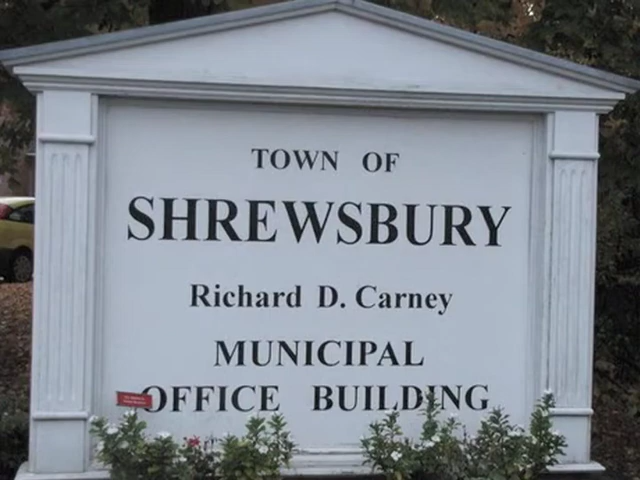 TOWN OF
SHREWSBURY
Richard D. Carney
MUNICIPAL
OFFICE BUILDING